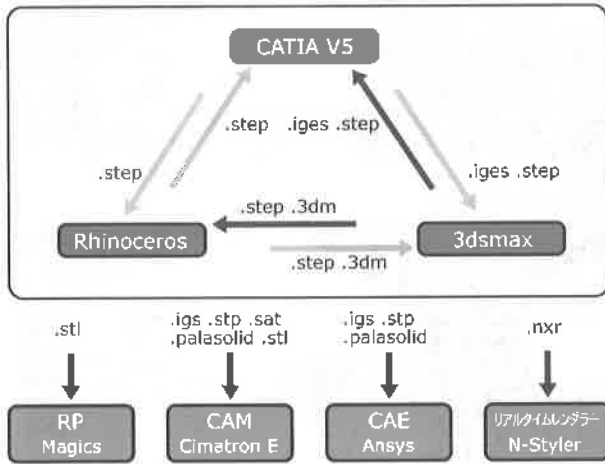 CATIA V5
.step .iges .step
.step
.iges .step
.step .3dm
Rhinoceros
3dsmax
.step .3dm
.stl
.igs .stp .sat
.palasolid .stl
.igs .stp
.palasolid
.nxr
RP
Magics
CAM
Cimatron E
CAE
Ansys
リアルタイムレンダラー
N-Styler